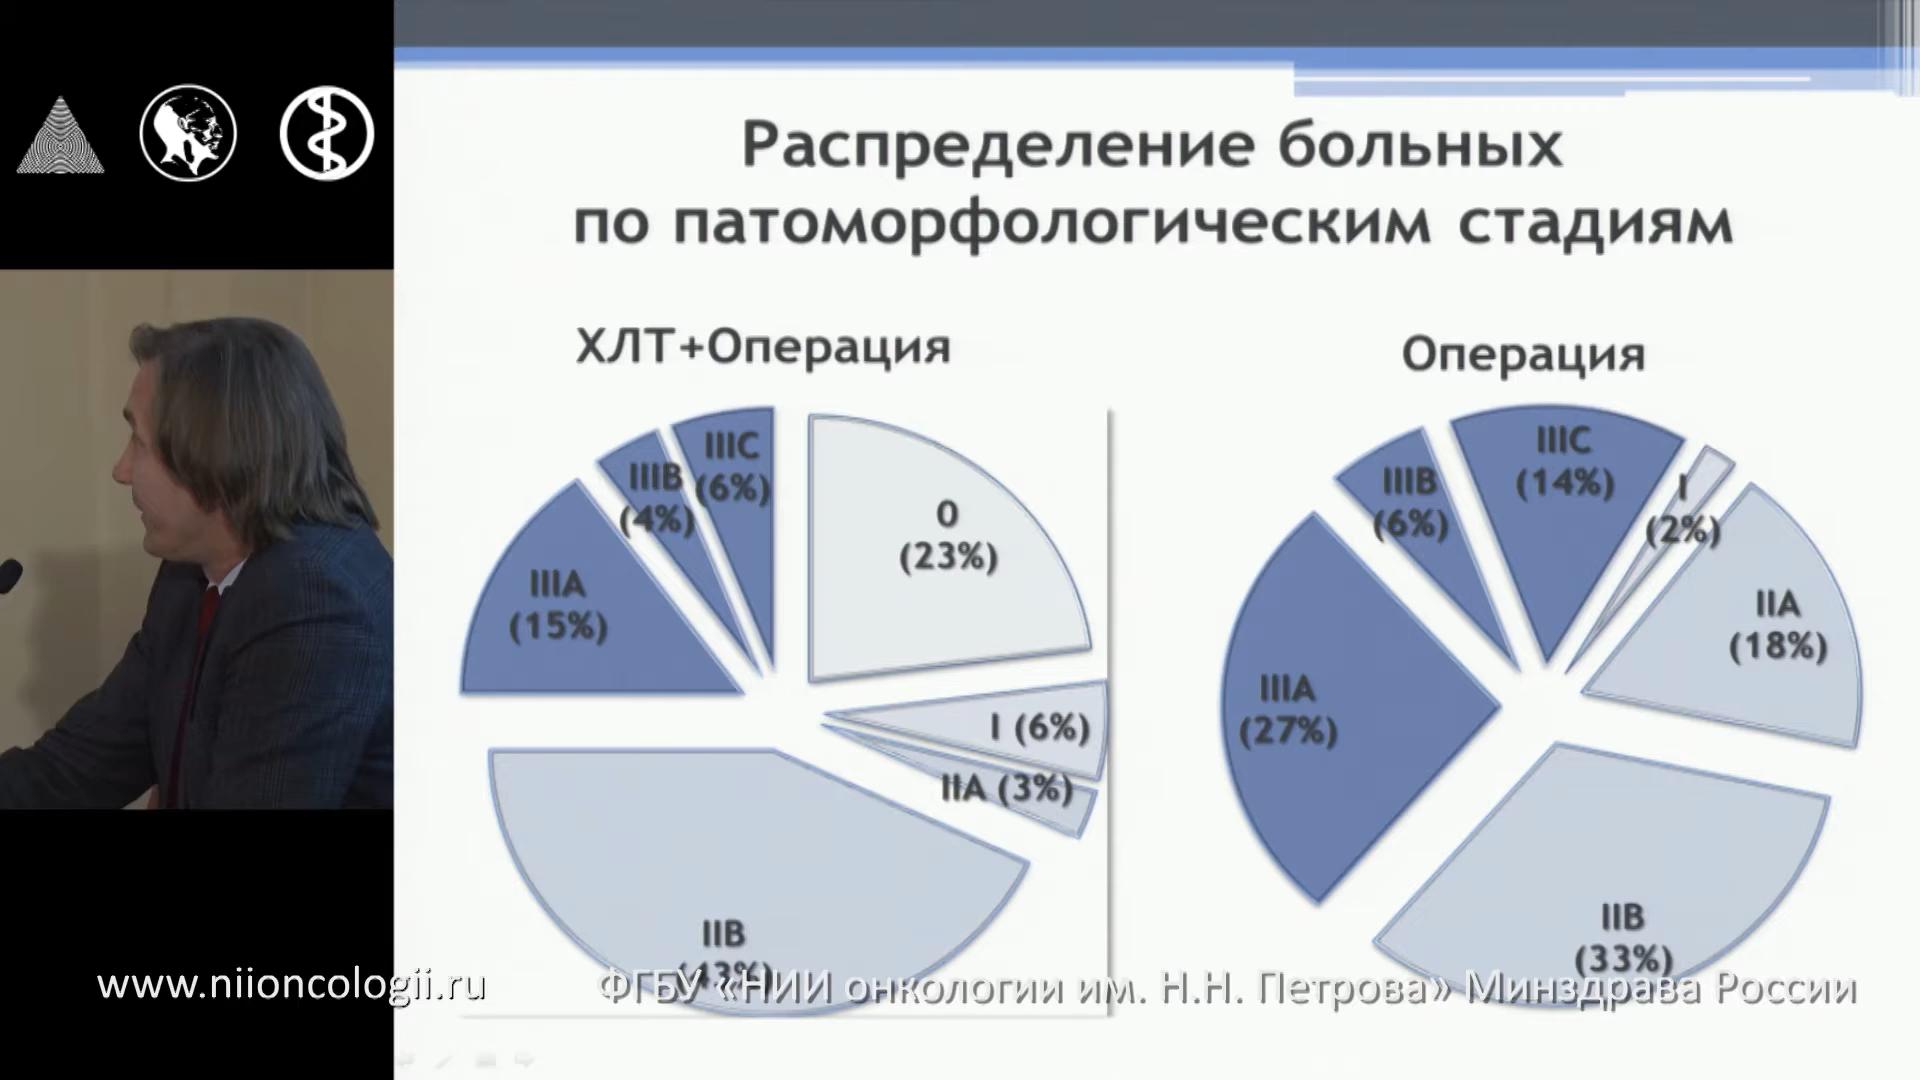 Распределение больных
по патоморфологическим стадиям
ХЛТ+Операция
IIIC
(6%)
IIIB
(4%)
0
(23%)
IIIA
(15%)
I (6%)
IIA (3%)
IIB
(43%)
Операция
IIIC
(14%)
IIIB
(6%)
I
(2%)
IIA
(18%)
IIIA
(27%)
IIB
(33%)
www.niioncologii.ru
ФГБУ «НИИ онкологии им. Н.Н. Петрова» Минздрава России